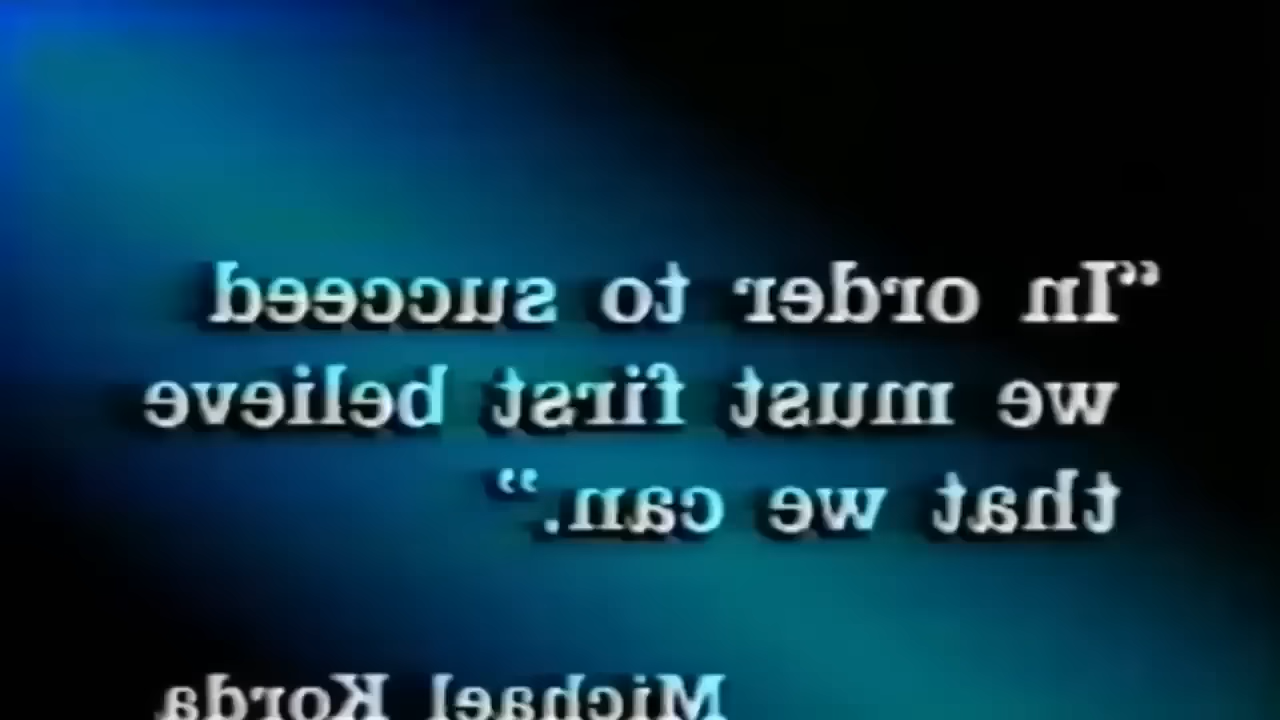 “In order to succeed
we must first believe
that we can.”
Michael Korda